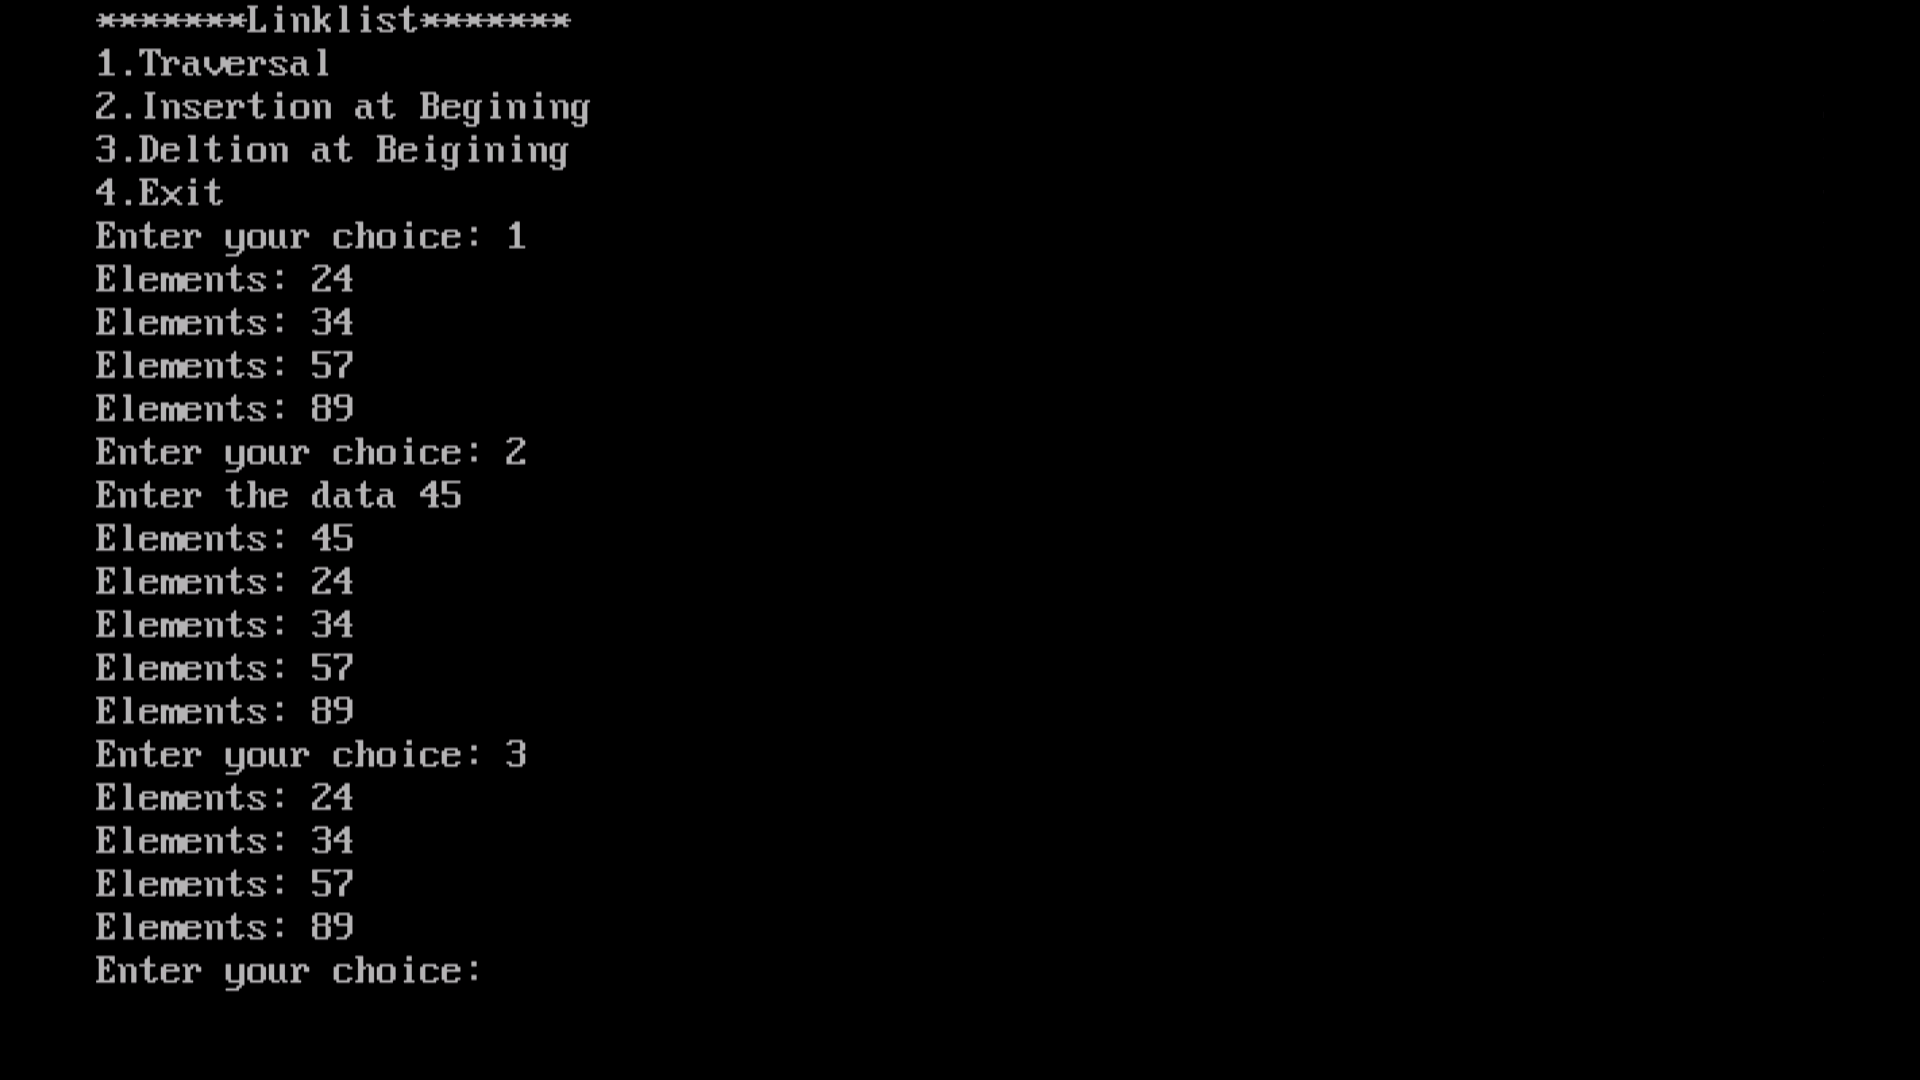 *******Linklist*******
1.Traversal
2.Insertion at Begining
3.Deltion at Beigining
4.Exit
Enter your choice: 1
Elements: 24
Elements: 34
Elements: 57
Elements: 89
Enter your choice: 2
Enter the data 45
Elements: 45
Elements: 24
Elements: 34
Elements: 57
Elements: 89
Enter your choice: 3
Elements: 24
Elements: 34
Elements: 57
Elements: 89
Enter your choice: